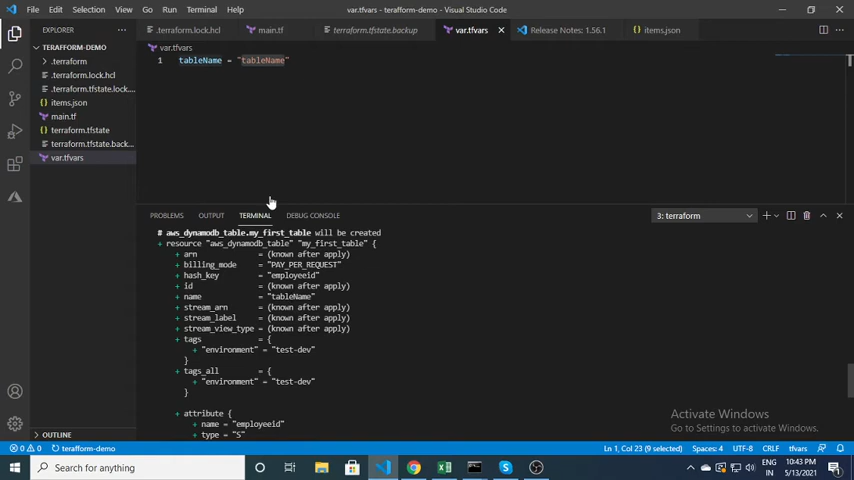 File Edit Selection View Go Run Terminal Help var.tfvars - terafform-demo - Visual Studio Code
EXPLORER
.terraform.lock.hcl main.tf terraform.tfstate.backup var.tfvars Release Notes: 1.56.1 items.json
TERAFFORM-DEMO
var.tfvars
.terraform
1 tableName = "tableName"
.terraform.lock.hcl
.terraform.tfstate.lock...
items.json
main.tf
terraform.tfstate
terraform.tfstate.back...
var.tfvars
PROBLEMS OUTPUT TERMINAL DEBUG CONSOLE 3: terraform
# aws_dynamodb_table.my_first_table will be created
+ resource "aws_dynamodb_table" "my_first_table" {
+ arn = (known after apply)
+ billing_mode = "PAY_PER_REQUEST"
+ hash_key = "employeeid"
+ id = (known after apply)
+ name = "tableName"
+ stream_arn = (known after apply)
+ stream_label = (known after apply)
+ stream_view_type = (known after apply)
+ tags = {
+ "environment" = "test-dev"
}
+ tags_all = {
+ "environment" = "test-dev"
}
+ attribute {
+ name = "employeeid"
+ type = "S"
Activate Windows
Go to Settings to activate Windows.
OUTLINE
0 0 terafform-demo Ln 1, Col 23 (9 selected) Spaces: 4 UTF-8 CRLF tfvars
Search for anything
ENG
IN
10:43 PM
5/13/2021